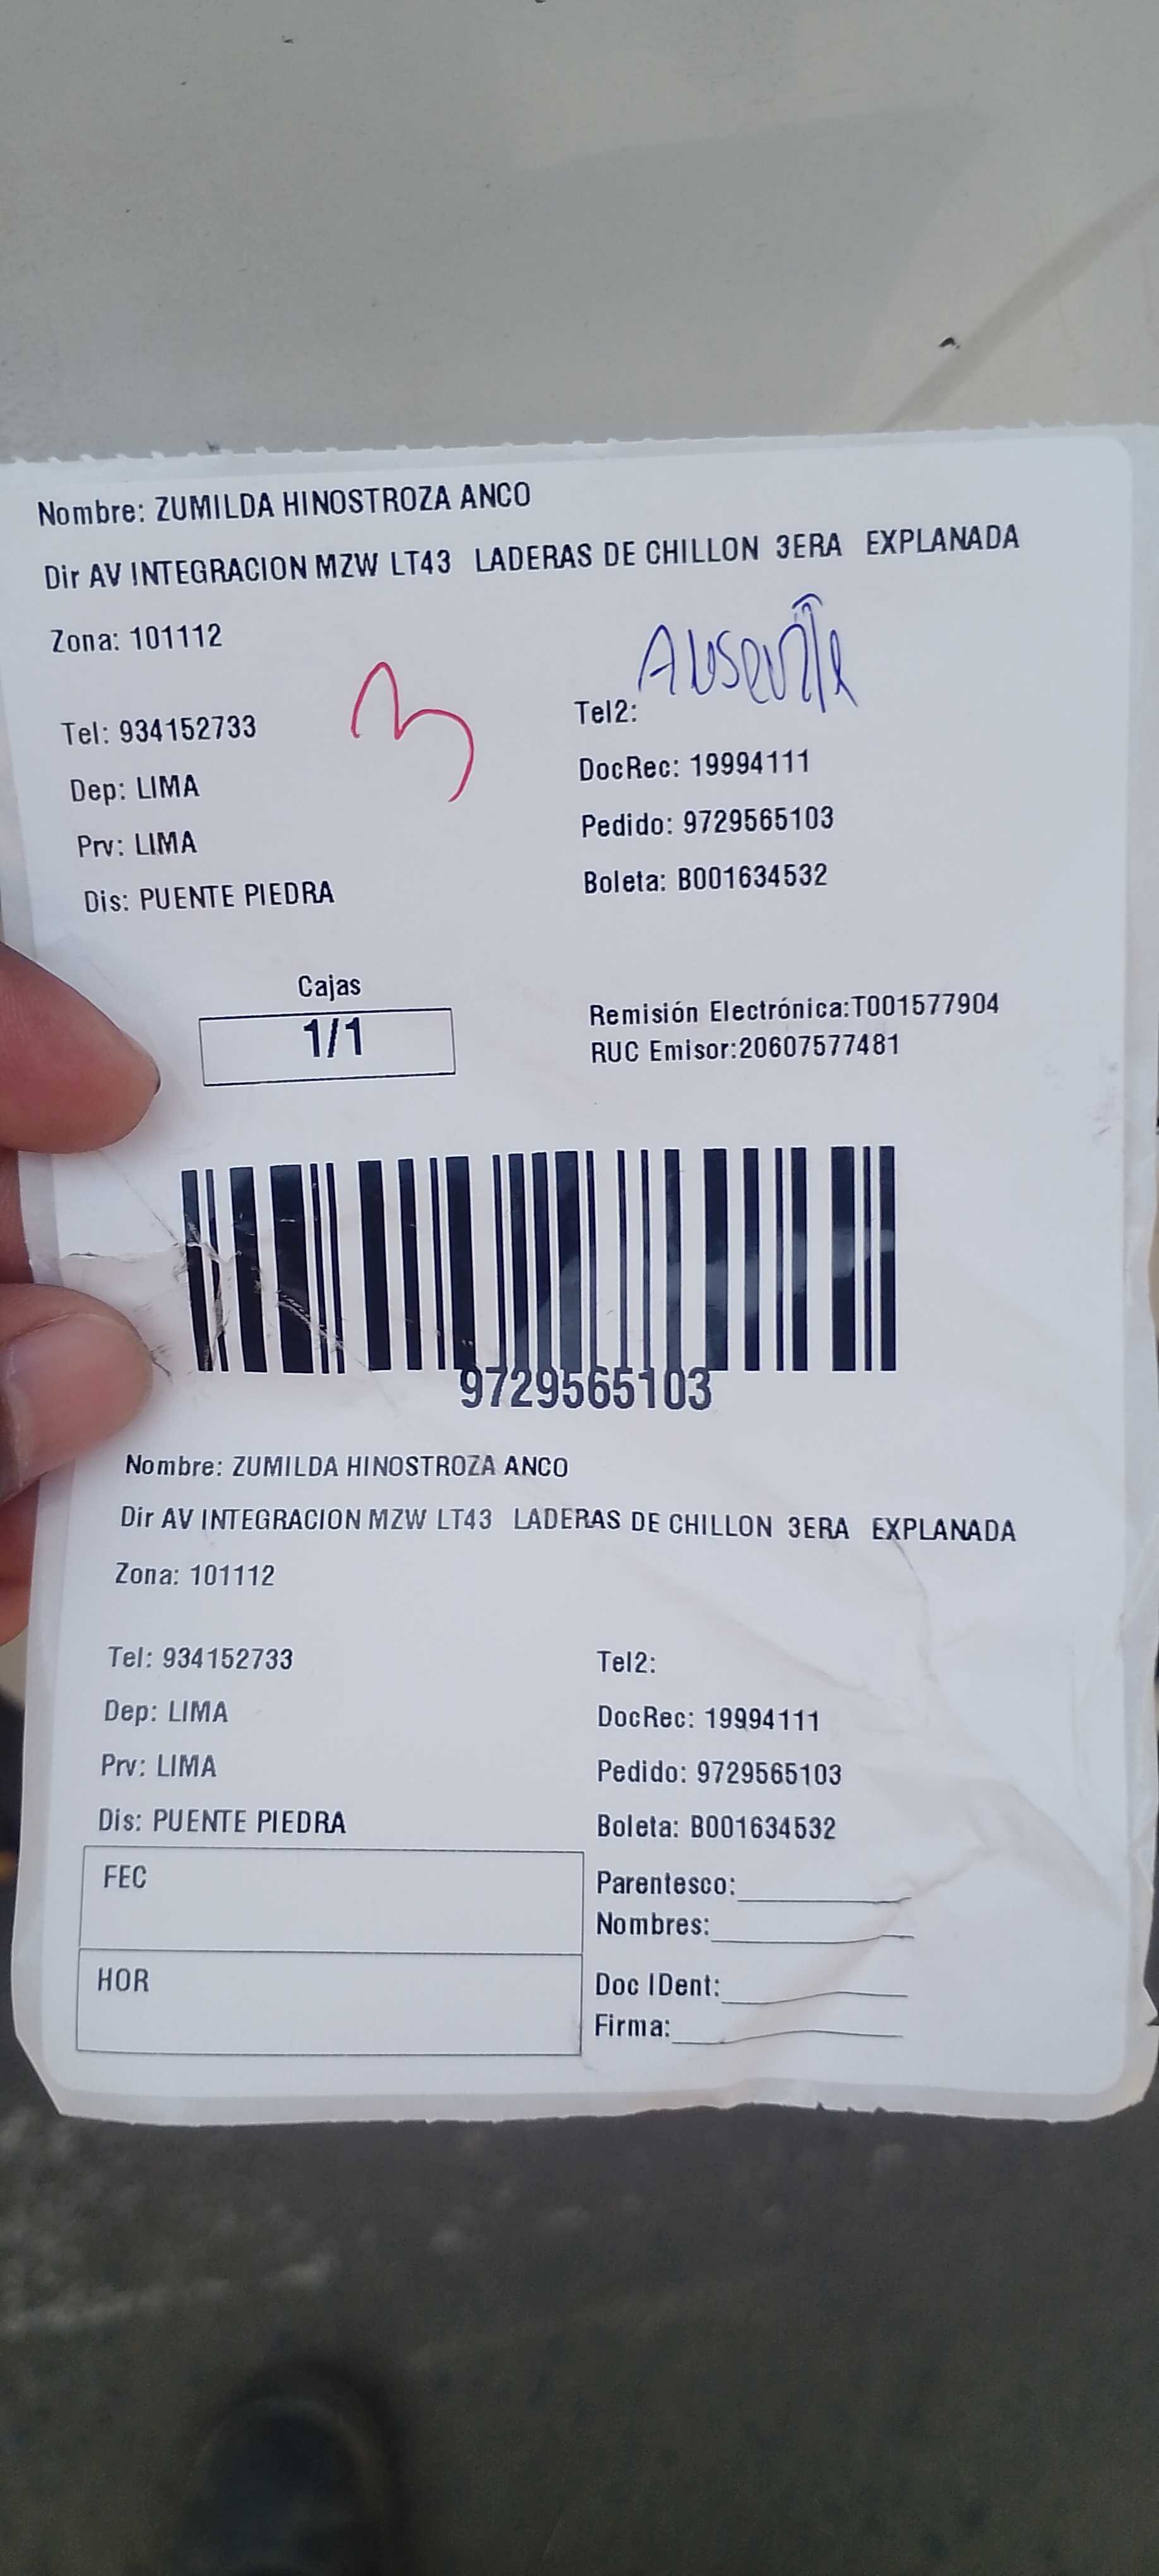 Nombre: ZUMILDA HINOSTROZA ANCO
Dir AV INTEGRACION MZW LT43 LADERAS DE CHILLON 3ERA EXPLANADA
Zona: 101112
Ausente
Tel: 934152733
Tel2:
3
Dep: LIMA
DocRec: 19994111
Prv: LIMA
Pedido: 9729565103
Dis: PUENTE PIEDRA
Boleta: B001634532
Cajas
1/1
Remisión Electrónica:T001577904
RUC Emisor:20607577481
9729565103
Nombre: ZUMILDA HINOSTROZA ANCO
Dir AV INTEGRACION MZW LT43 LADERAS DE CHILLON 3ERA EXPLANADA
Zona: 101112
Tel: 934152733
Tel2:
Dep: LIMA
DocRec: 19994111
Prv: LIMA
Pedido: 9729565103
Dis: PUENTE PIEDRA
Boleta: B001634532
FEC
Parentesco:
Nombres:
HOR
Doc IDent:
Firma: